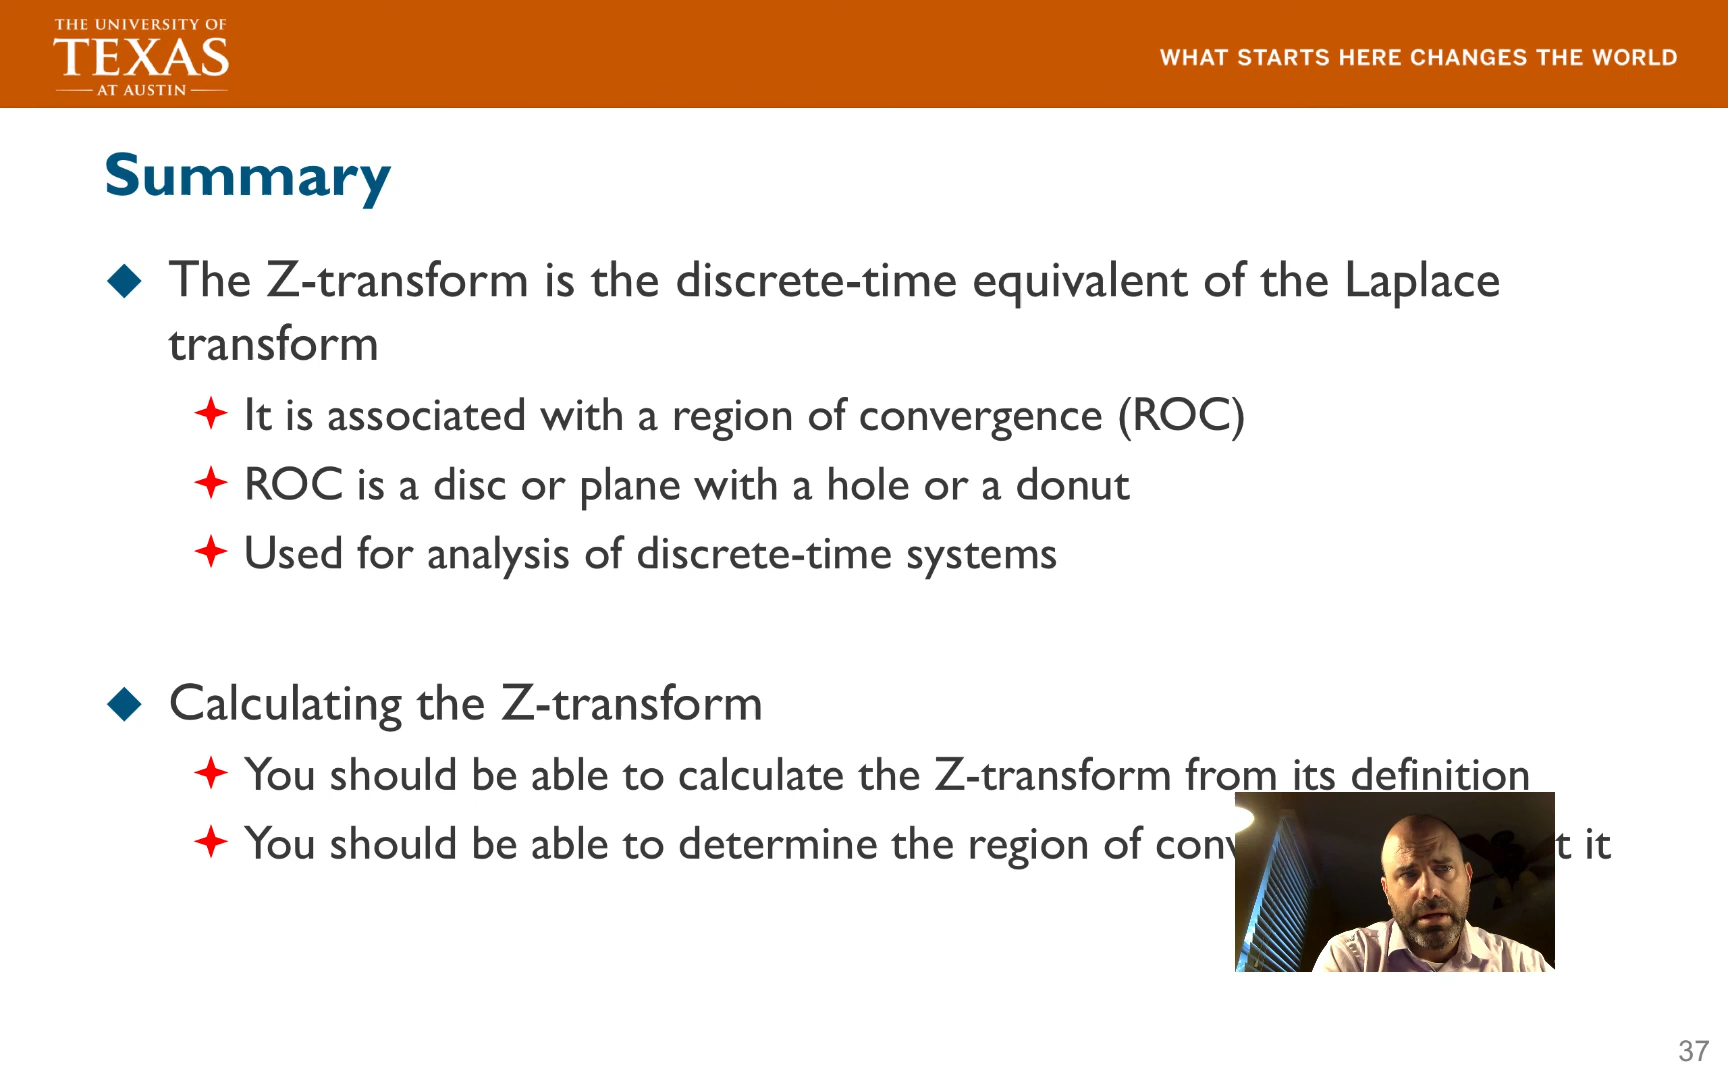 THE UNIVERSITY OF
TEXAS
AT AUSTIN
WHAT STARTS HERE CHANGES THE WORLD
Summary
The Z-transform is the discrete-time equivalent of the Laplace
transform
It is associated with a region of convergence (ROC)
ROC is a disc or plane with a hole or a donut
Used for analysis of discrete-time systems
Calculating the Z-transform
You should be able to calculate the Z-transform from its definition
You should be able to determine the region of it
37